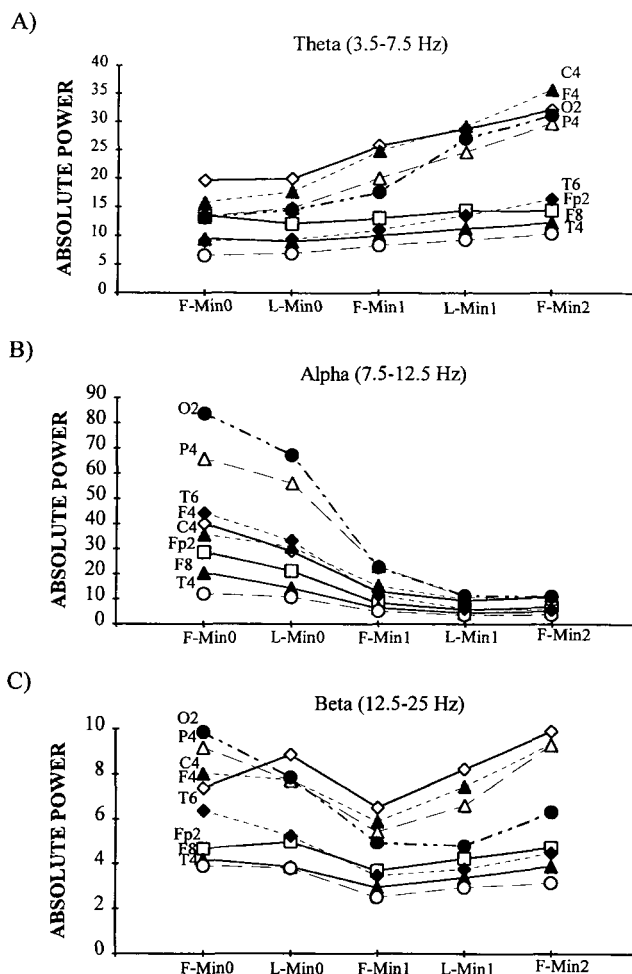 A)
Theta (3.5-7.5 Hz)
ABSOLUTE POWER
40
35
30
25
20
15
10
5
0
C4
F4
O2
P4
T6
Fp2
F8
T4
F-Min0 L-Min0 F-Min1 L-Min1 F-Min2
B)
Alpha (7.5-12.5 Hz)
ABSOLUTE POWER
90
80
70
60
50
40
30
20
10
0
O2
P4
T6
F4
C4
Fp2
F8
T4
F-Min0 L-Min0 F-Min1 L-Min1 F-Min2
C)
Beta (12.5-25 Hz)
ABSOLUTE POWER
10
8
6
4
2
0
O2
P4
C4
F4
T6
Fp2
F8
T4
F-Min0 L-Min0 F-Min1 L-Min1 F-Min2